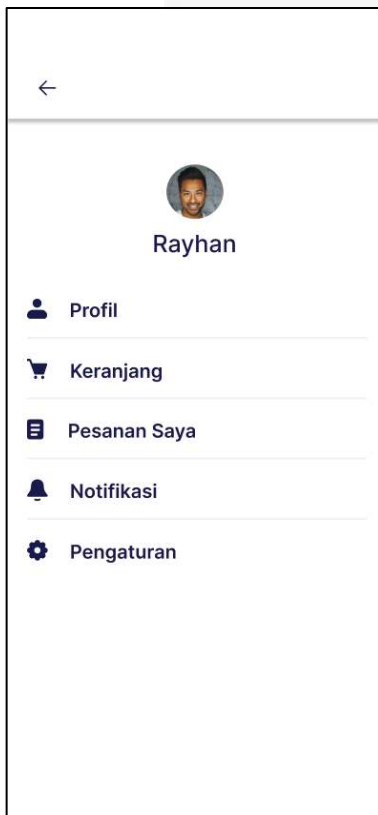 Rayhan
Profil
Keranjang
Pesanan Saya
Notifikasi
Pengaturan